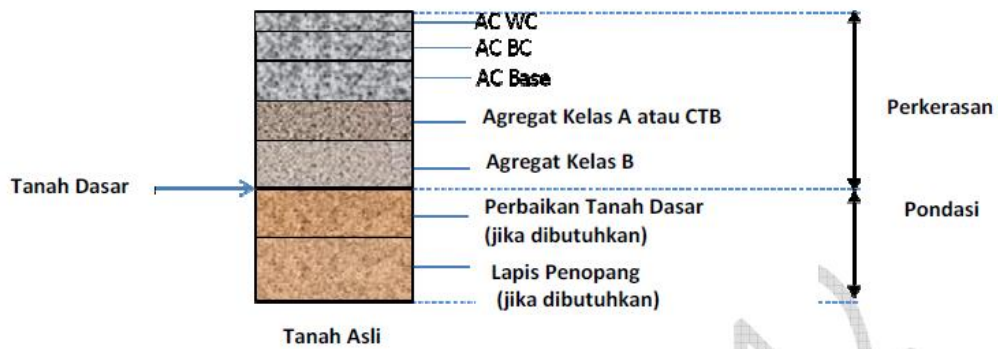 AC WC
AC BC
AC Base
Agregat Kelas A atau CTB
Perkerasan
Agregat Kelas B
Tanah Dasar
Perbaikan Tanah Dasar
(jika dibutuhkan)
Pondasi
Lapis Penopang
(jika dibutuhkan)
Tanah Asli